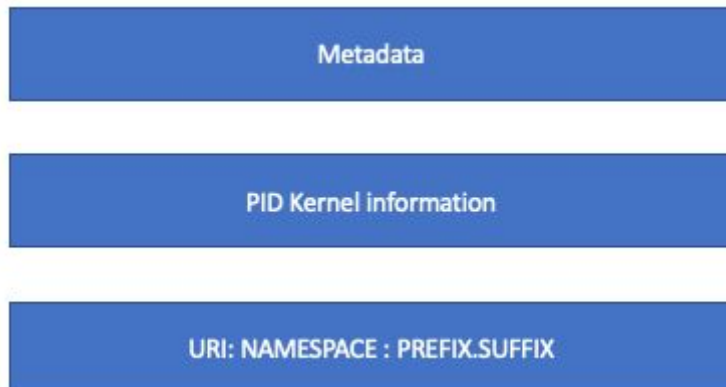 Metadata
PID Kernel information
URI: NAMESPACE : PREFIX.SUFFIX